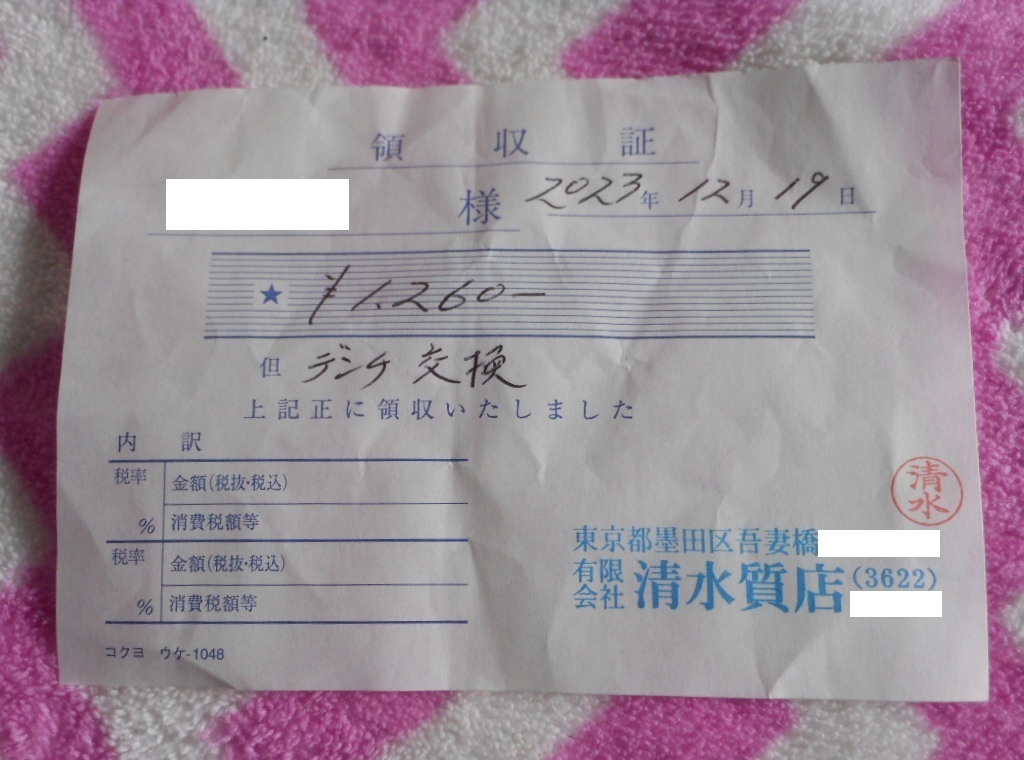 領収証
様 2023年 12月 19日
★ ¥1.260-
但 デンチ 交換
上記正に領収いたしました
内訳
税率 金額(税抜・税込)
% 消費税額等
税率 金額(税抜・税込)
% 消費税額等
コクヨ ウケ-1048
清水
東京都墨田区吾妻橋
有限会社 清水質店 (3622)